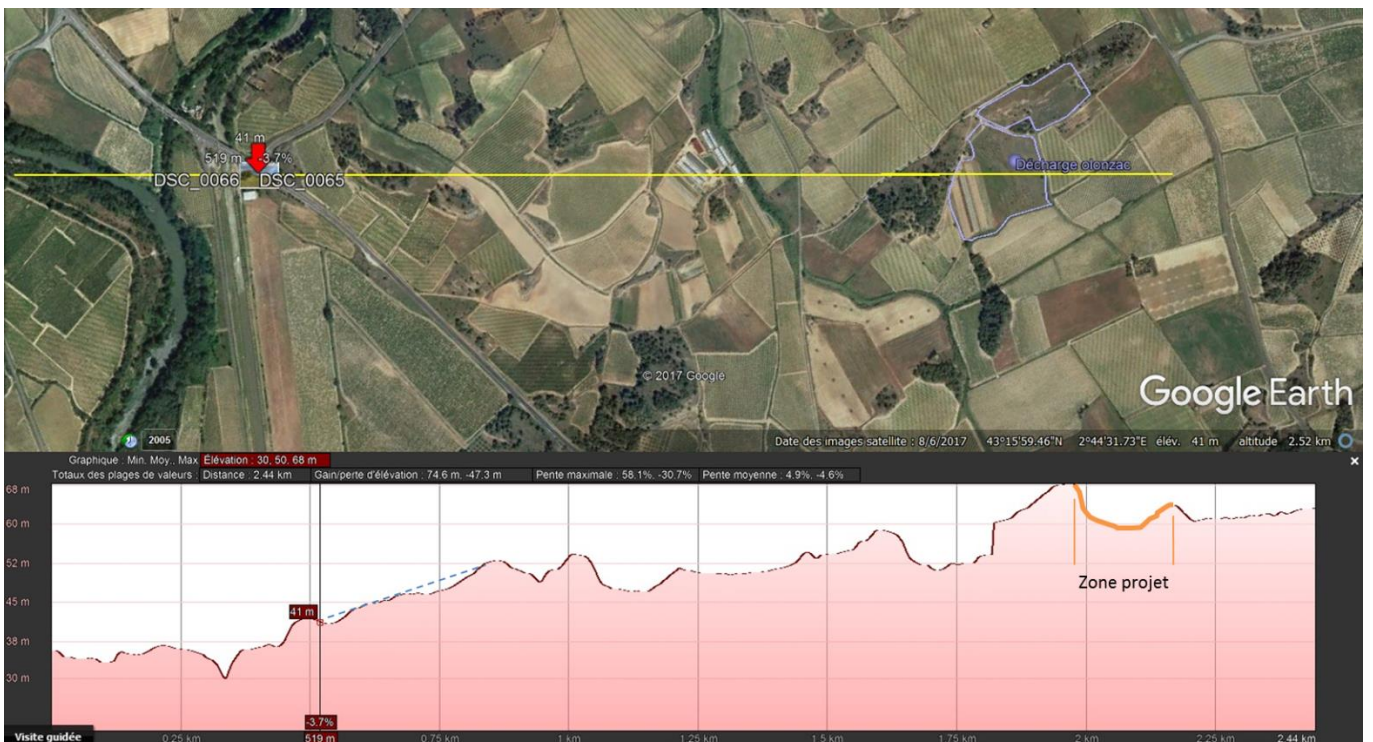 41 m
519 m -3.7%
DSC_0066 DSC_0065
Décharge olonzac
© 2017 Google
Google Earth
2005
Date des images satellite : 8/6/2017 43°15'59.46"N 2°44'31.73"E élév. 41 m altitude 2.52 km
Graphique : Min. Moy., Max. Élévation : 30, 50, 68 m
Totaux des plages de valeurs : Distance : 2.44 km Gain/perte d'élévation : 74.6 m, -47.3 m Pente maximale : 58.1%, -30.7% Pente moyenne : 4.9%, -4.6%
68 m
60 m
52 m
45 m
38 m
30 m
41 m
Zone projet
-3.7%
Visite guidée
0.25 km 519 m 0.75 km 1 km 1.25 km 1.5 km 1.75 km 2 km 2.25 km 2.44 km